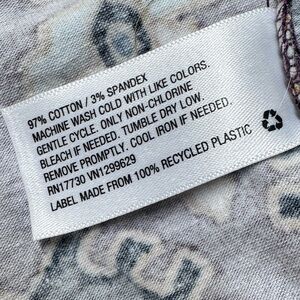 97% COTTON / 3% SPANDEX
MACHINE WASH COLD WITH LIKE COLORS.
GENTLE CYCLE. ONLY NON-CHLORINE
BLEACH IF NEEDED. TUMBLE DRY LOW.
REMOVE PROMPTLY. COOL IRON IF NEEDED.
RN17730 VN1299629
LABEL MADE FROM 100% RECYCLED PLASTIC